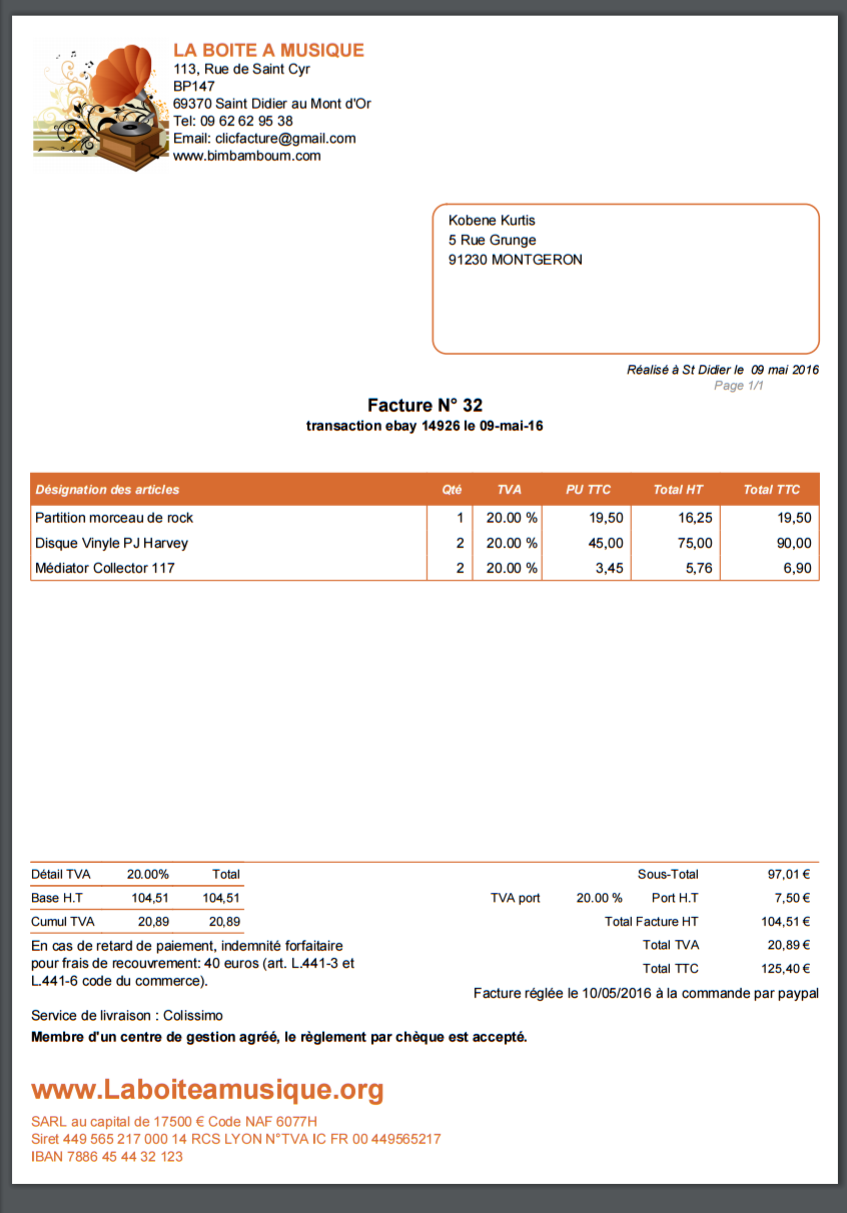 LA BOITE A MUSIQUE
113, Rue de Saint Cyr
BP147
69370 Saint Didier au Mont d'Or
Tel: 09 62 62 95 38
Email: clicfacture@gmail.com
www.bimbamboum.com
Kobene Kurtis
5 Rue Grunge
91230 MONTGERON
Réalisé à St Didier le 09 mai 2016
Page 1/1
Facture N° 32
transaction ebay 14926 le 09-mai-16
Désignation des articles Qté TVA PU TTC Total HT Total TTC
Partition morceau de rock 1 20.00 % 19,50 16,25 19,50
Disque Vinyle PJ Harvey 2 20.00 % 45,00 75,00 90,00
Médiator Collector 117 2 20.00 % 3,45 5,76 6,90
Détail TVA 20.00% Total
Base H.T 104,51 104,51
Cumul TVA 20,89 20,89
En cas de retard de paiement, indemnité forfaitaire
pour frais de recouvrement: 40 euros (art. L.441-3 et
L.441-6 code du commerce).
Sous-Total 97,01 €
TVA port 20.00 % Port H.T 7,50 €
Total Facture HT 104,51 €
Total TVA 20,89 €
Total TTC 125,40 €
Facture réglée le 10/05/2016 à la commande par paypal
Service de livraison : Colissimo
Membre d'un centre de gestion agréé, le règlement par chèque est accepté.
www.Laboiteamusique.org
SARL au capital de 17500 € Code NAF 6077H
Siret 449 565 217 000 14 RCS LYON N°TVA IC FR 00 449565217
IBAN 7886 45 44 32 123